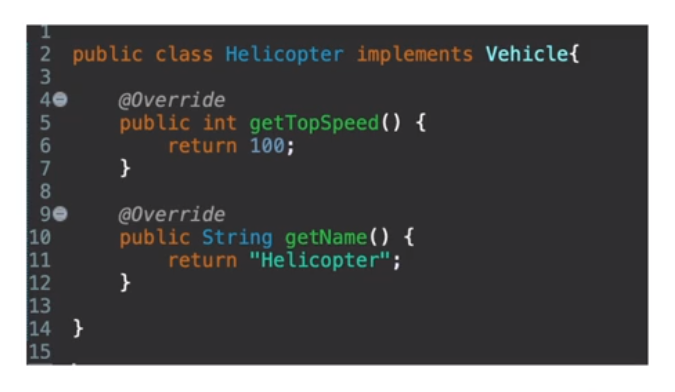 1
2 public class Helicopter implements Vehicle{
3
4 @Override
5 public int getTopSpeed() {
6 return 100;
7 }
8
9 @Override
10 public String getName() {
11 return "Helicopter";
12 }
13
14 }
15